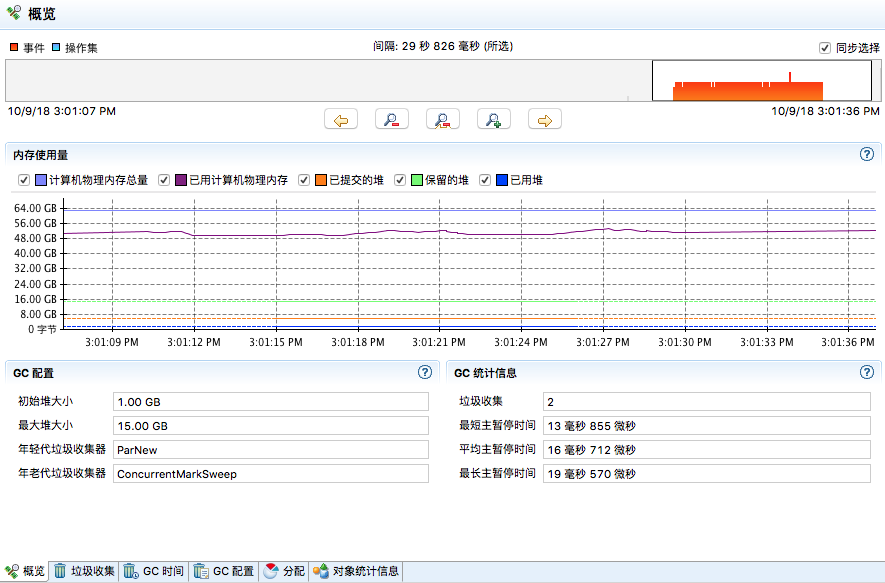 概览
事件 操作集 间隔: 29 秒 826 毫秒 (所选) 同步选择
10/9/18 3:01:07 PM 10/9/18 3:01:36 PM
内存使用量
计算机物理内存总量 已用计算机物理内存 已提交的堆 保留的堆 已用堆
64.00 GB
56.00 GB
48.00 GB
40.00 GB
32.00 GB
24.00 GB
16.00 GB
8.00 GB
0 字节
3:01:09 PM 3:01:12 PM 3:01:15 PM 3:01:18 PM 3:01:21 PM 3:01:24 PM 3:01:27 PM 3:01:30 PM 3:01:33 PM 3:01:36 PM
GC 配置
初始堆大小 1.00 GB
最大堆大小 15.00 GB
年轻代垃圾收集器 ParNew
年老代垃圾收集器 ConcurrentMarkSweep
GC 统计信息
垃圾收集 2
最短主暂停时间 13 毫秒 855 微秒
平均主暂停时间 16 毫秒 712 微秒
最长主暂停时间 19 毫秒 570 微秒
概览 垃圾收集 GC 时间 GC 配置 分配 对象统计信息